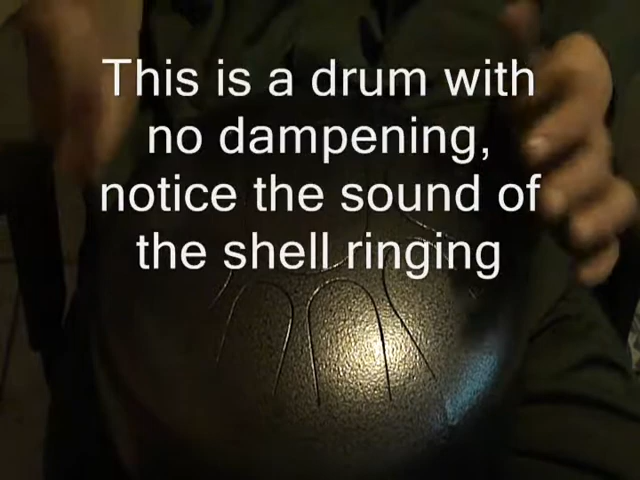 This is a drum with
no dampening,
notice the sound of
the shell ringing